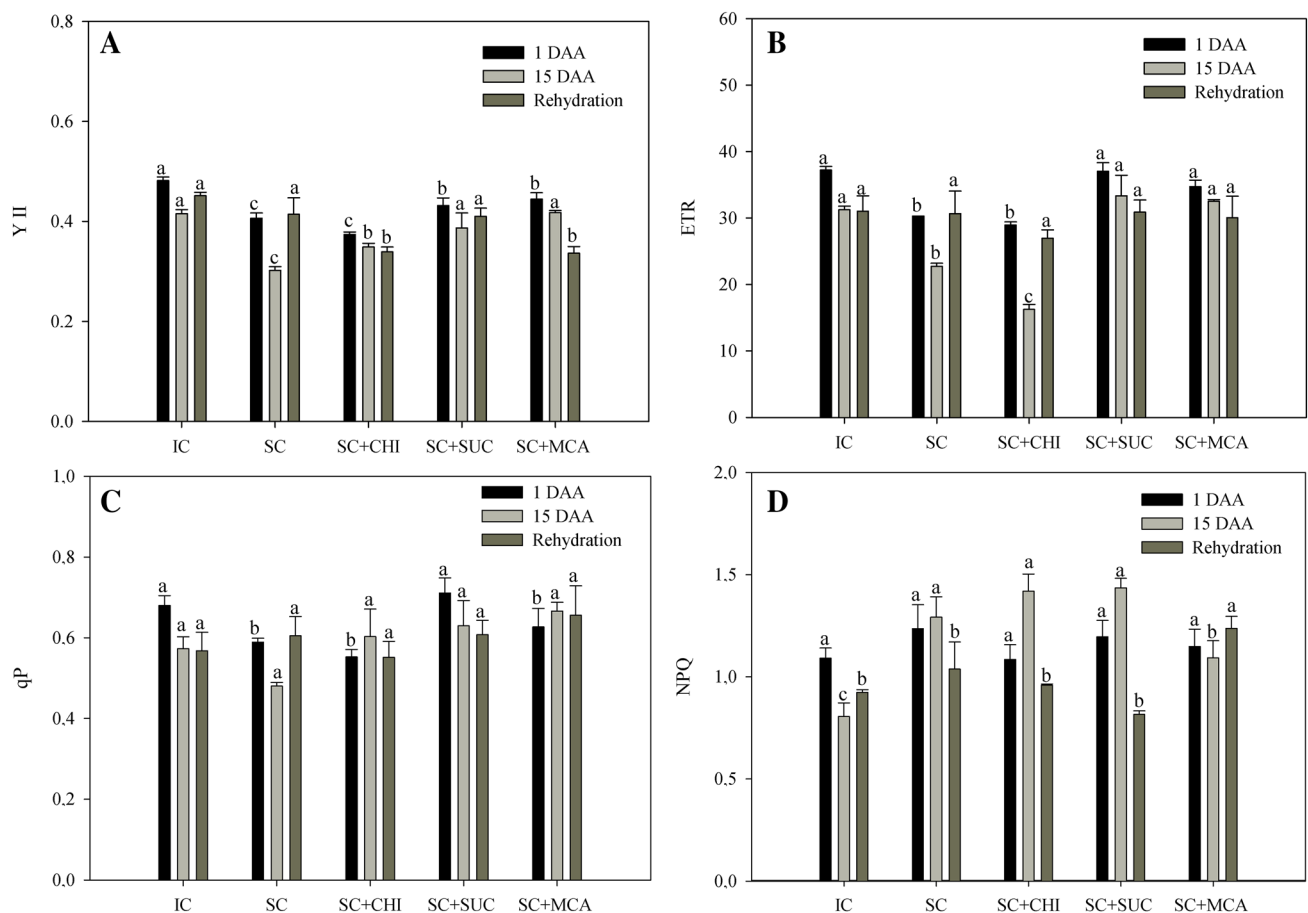 A
Y II
0.8
0.6
0.4
0.2
0.0
1 DAA
15 DAA
Rehydration
a a a
c c a
c b b
b a a
b a b
IC SC SC+CHI SC+SUC SC+MCA
B
ETR
60
50
40
30
20
10
0
1 DAA
15 DAA
Rehydration
a a a
b b a
b c a
a a a
a a a
IC SC SC+CHI SC+SUC SC+MCA
C
qP
1.0
0.8
0.6
0.4
0.2
0.0
1 DAA
15 DAA
Rehydration
a a a
b a a
b a a
a a a
b a a
IC SC SC+CHI SC+SUC SC+MCA
D
NPQ
2.0
1.5
1.0
0.5
0.0
1 DAA
15 DAA
Rehydration
a c b
a a b
a a b
a a b
a b a
IC SC SC+CHI SC+SUC SC+MCA